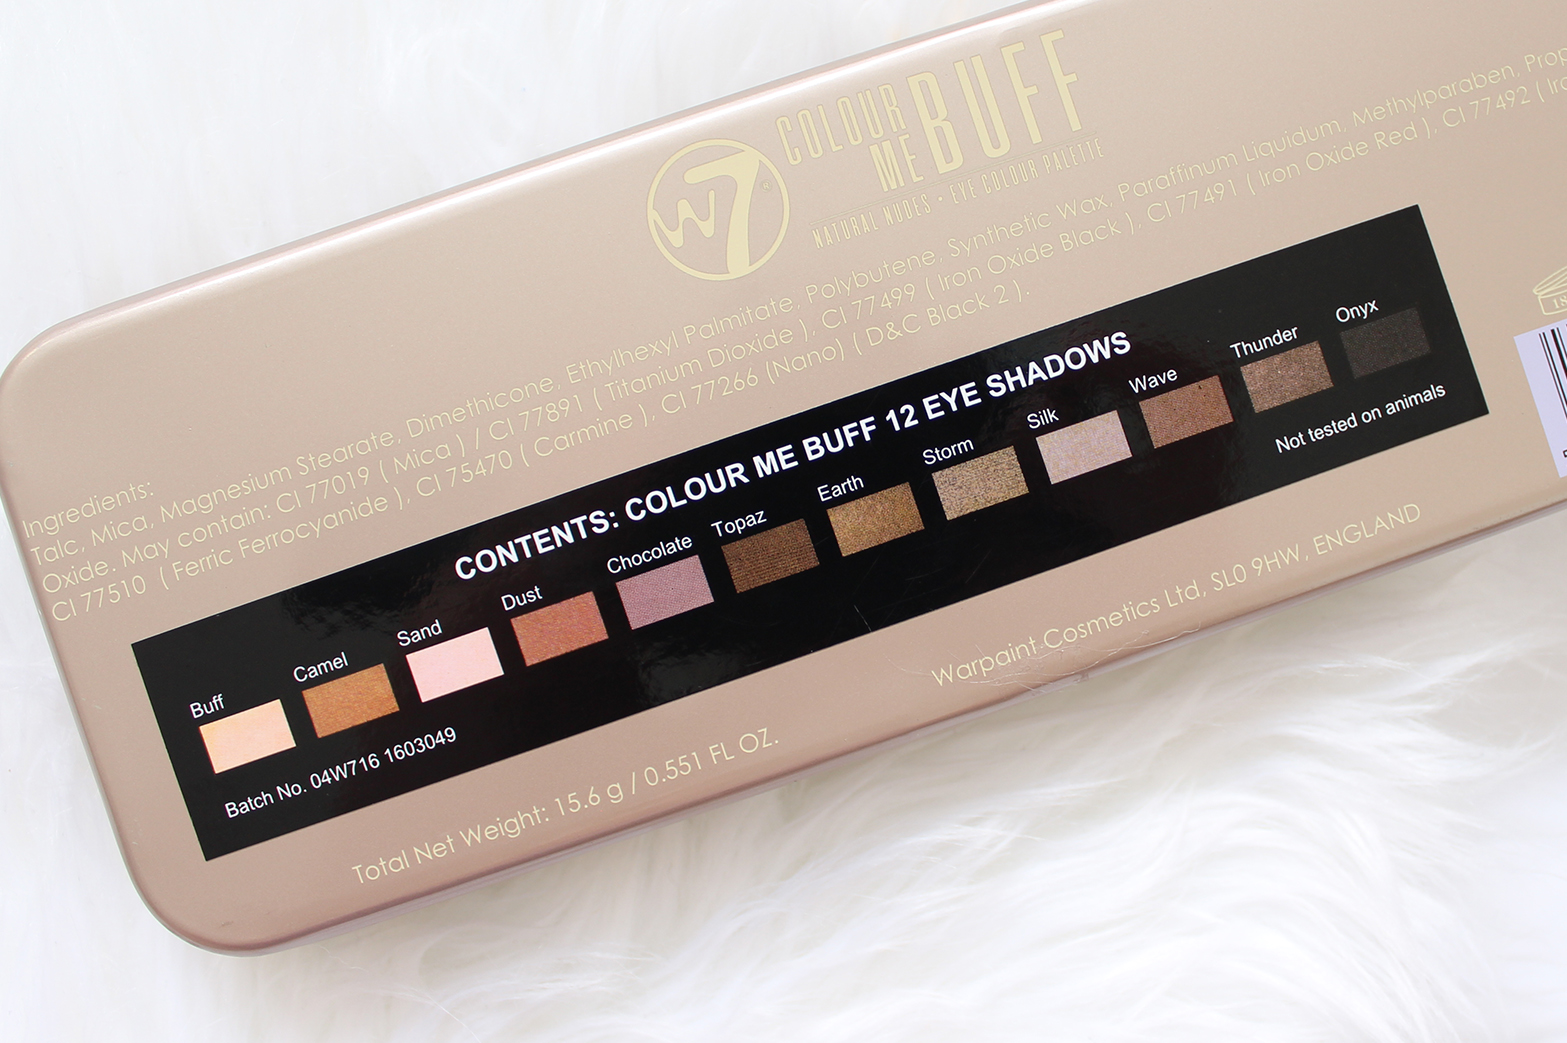 W7®
COLOUR
ME BUFF
NATURAL NUDES • EYE COLOUR PALETTE
Ingredients:
Talc, Mica, Magnesium Stearate, Dimethicone, Ethylhexyl Palmitate, Polybutene, Synthetic Wax, Paraffinum Liquidum, Methylparaben,
Oxide. May contain: CI 77019 ( Mica ) / CI 77891 ( Titanium Dioxide ), CI 77499 ( Iron Oxide Black ), CI 77491 ( Iron Oxide Red ), CI 77492 (
CI 77510 ( Ferric Ferrocyanide ), CI 75470 ( Carmine ), CI 77266 (Nano) ( D&C Black 2 ).
CONTENTS: COLOUR ME BUFF 12 EYE SHADOWS
Buff Camel Sand Dust Chocolate Topaz Earth Storm Silk Wave Thunder Onyx
Batch No. 04W716 1603049
Not tested on animals
Total Net Weight: 15.6 g / 0.551 FL OZ.
Warpaint Cosmetics Ltd, SL0 9HW, ENGLAND